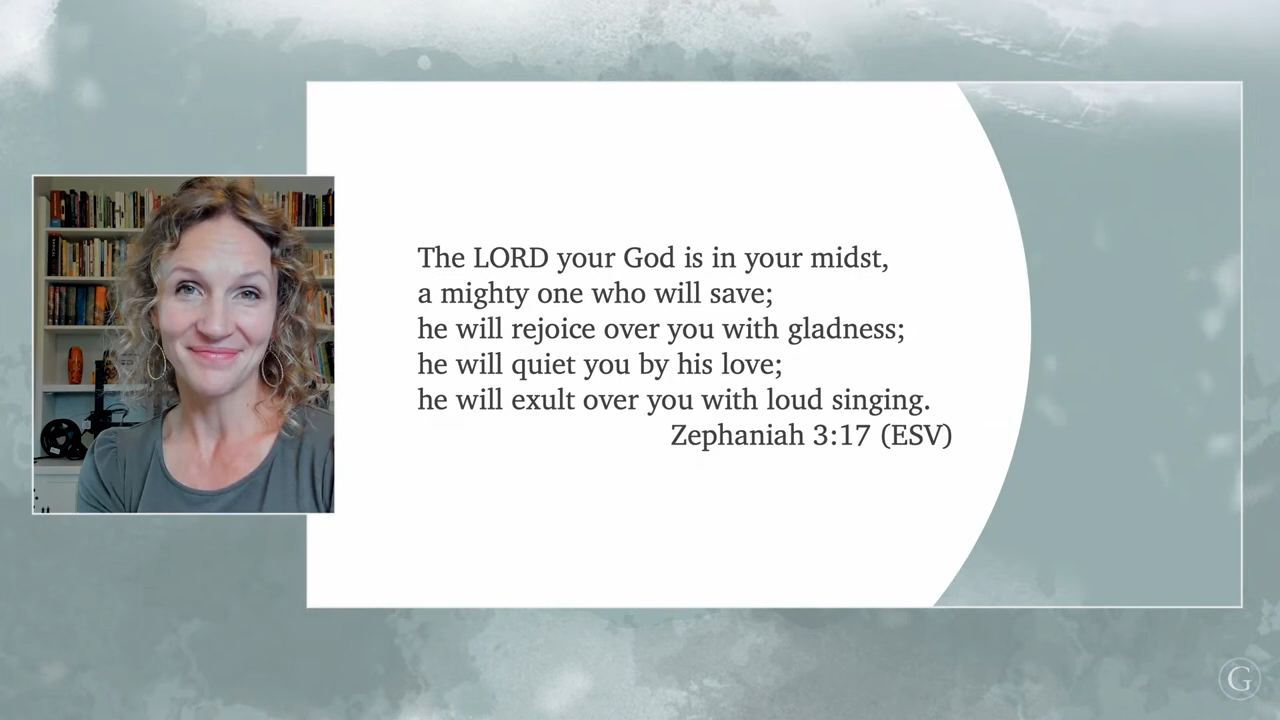 The LORD your God is in your midst,
a mighty one who will save;
he will rejoice over you with gladness;
he will quiet you by his love;
he will exult over you with loud singing.
Zephaniah 3:17 (ESV)
G